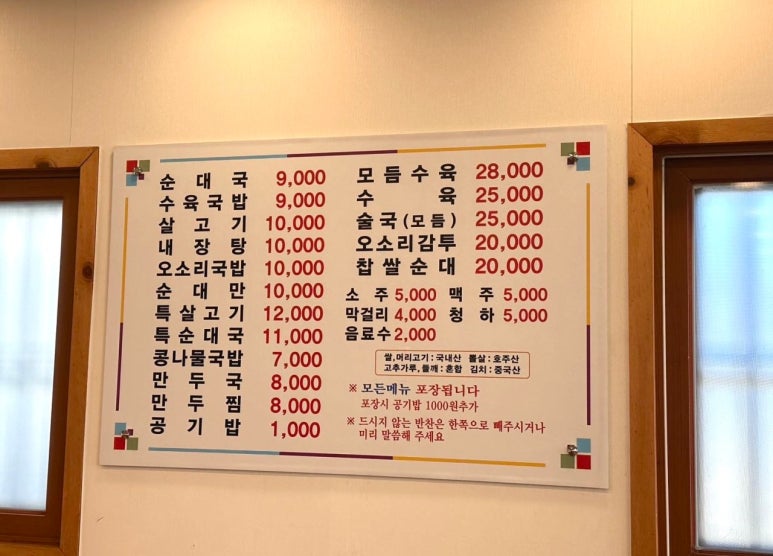 순대국 9,000
수육국밥 9,000
살고기 10,000
내장탕 10,000
오소리국밥 10,000
순대만 10,000
특살고기 12,000
특순대국 11,000
콩나물국밥 7,000
만두국 8,000
만두찜 8,000
공기밥 1,000
모듬수육 28,000
수육 25,000
술국(모듬) 25,000
오소리감투 20,000
찹쌀순대 20,000
소주 5,000 맥주 5,000
막걸리 4,000 청하 5,000
음료수 2,000
쌀,머리고기 : 국내산 볼살 : 호주산
고추가루, 들깨 : 혼합 김치 : 중국산
※ 모든메뉴 포장됩니다
포장시 공기밥 1000원추가
※ 드시지 않는 반찬은 한쪽으로 빼주시거나
미리 말씀해 주세요